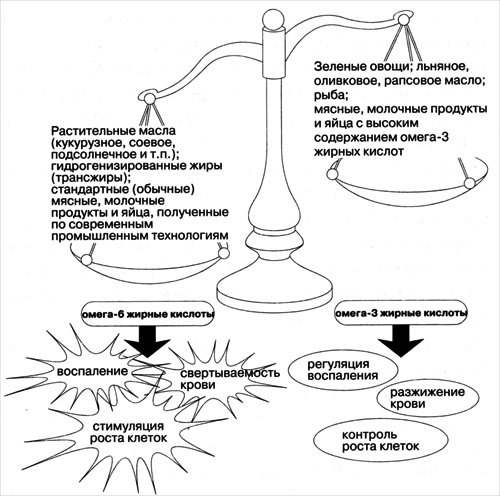 Растительные масла
(кукурузное, соевое,
подсолнечное и т.п.);
гидрогенизированные жиры
(трансжиры);
стандартные (обычные)
мясные, молочные
продукты и яйца, полученные
по современным
промышленным технологиям
Зеленые овощи; льняное,
оливковое, рапсовое масло;
рыба;
мясные, молочные продукты
и яйца с высоким
содержанием омега-3
жирных кислот
омега-6 жирные кислоты
воспаление
свертываемость
крови
стимуляция
роста клеток
омега-3 жирные кислоты
регуляция
воспаления
разжижение
крови
контроль
роста клеток